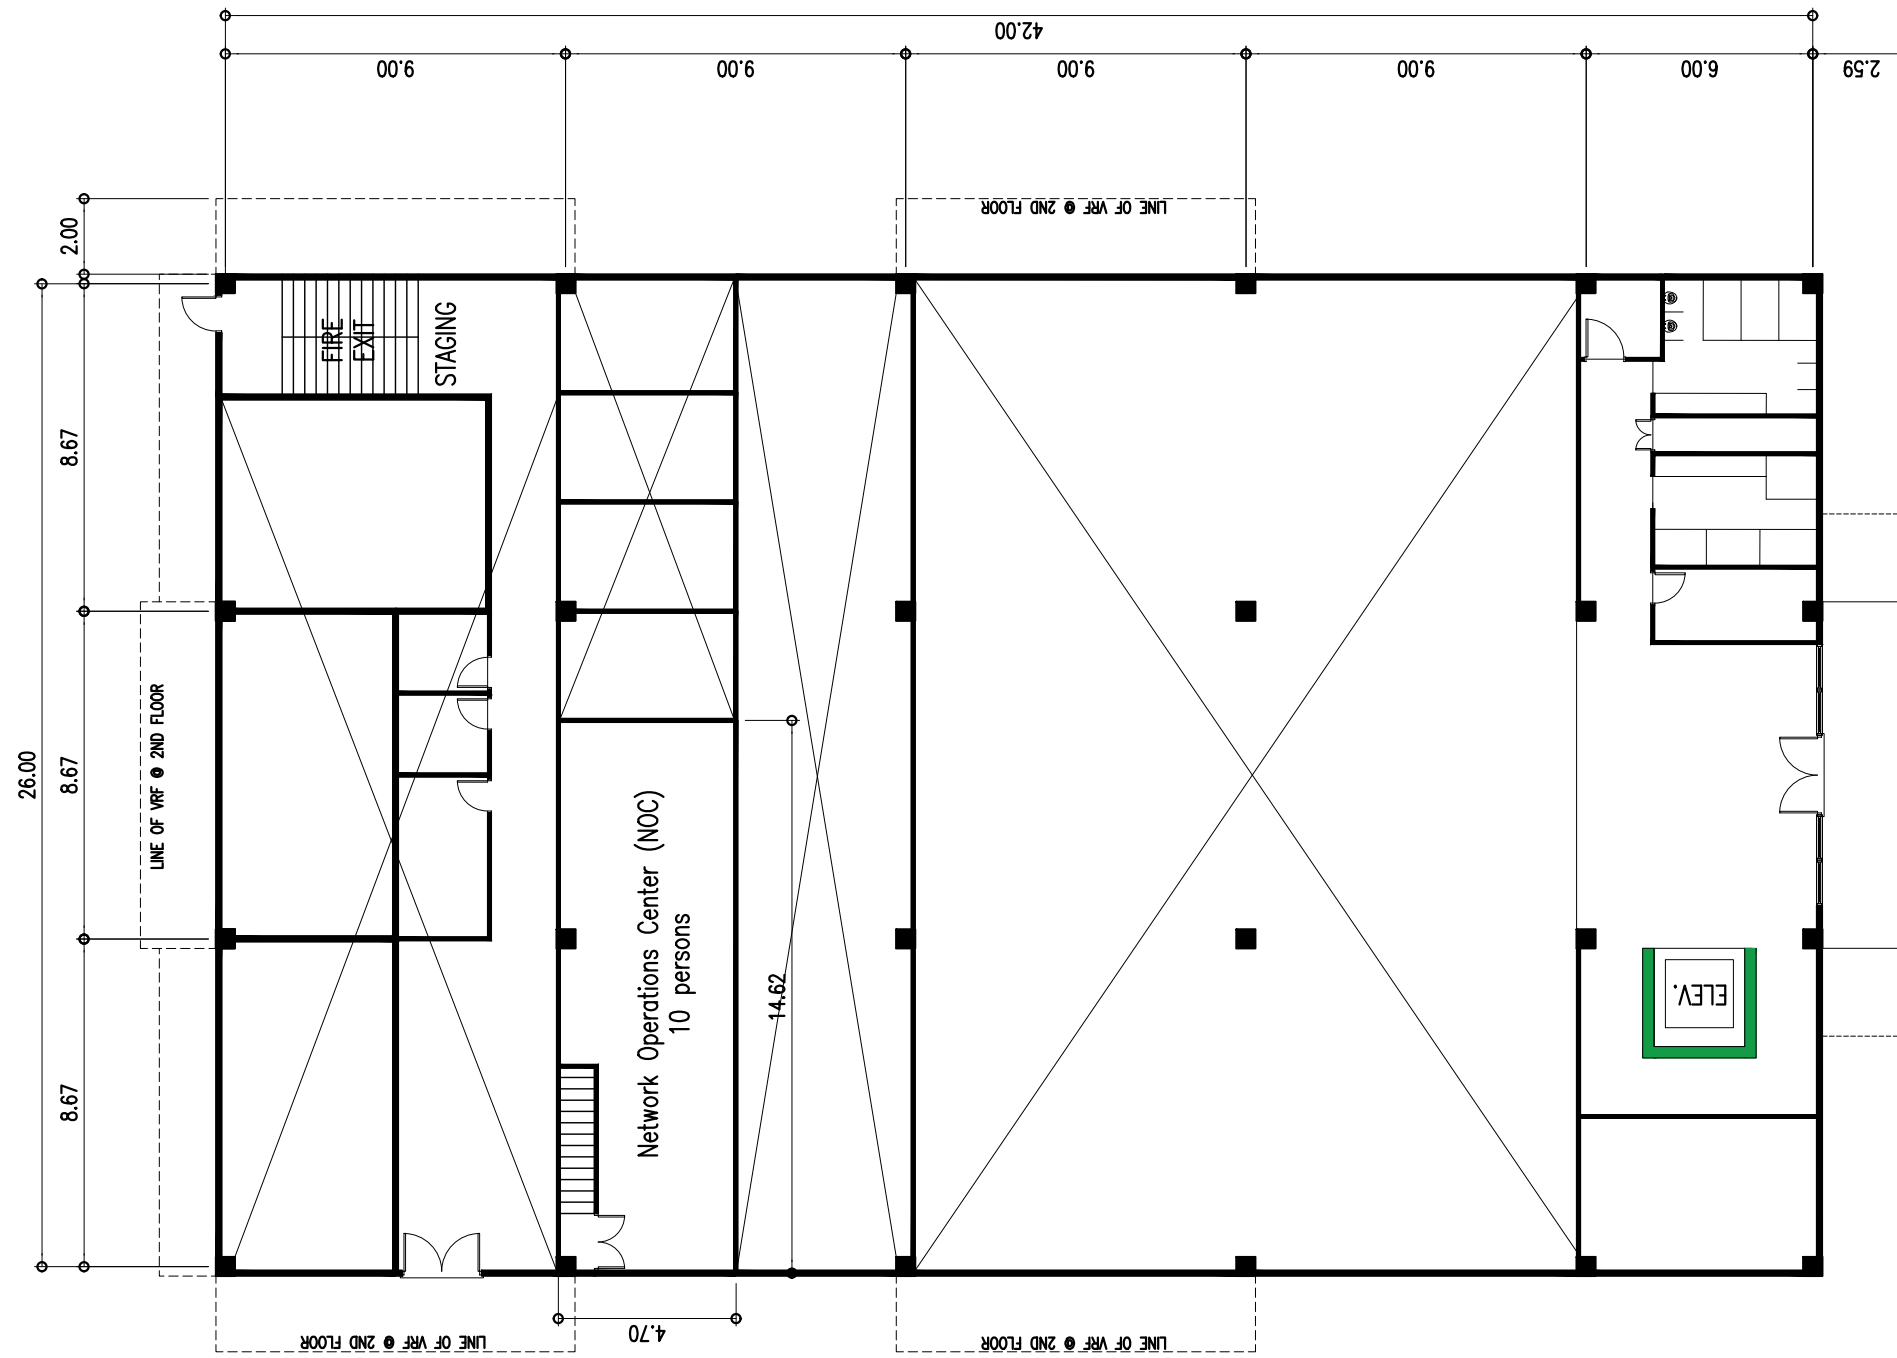 42.00
9.00
9.00
9.00
9.00
6.00
2.59
2.00
26.00
8.67
8.67
8.67
LINE OF VRF @ 2ND FLOOR
LINE OF VRF @ 2ND FLOOR
FIRE
EXIT
STAGING
Network Operations Center (NOC)
10 persons
14.62
ELEV.
4.70
LINE OF VRF @ 2ND FLOOR
LINE OF VRF @ 2ND FLOOR